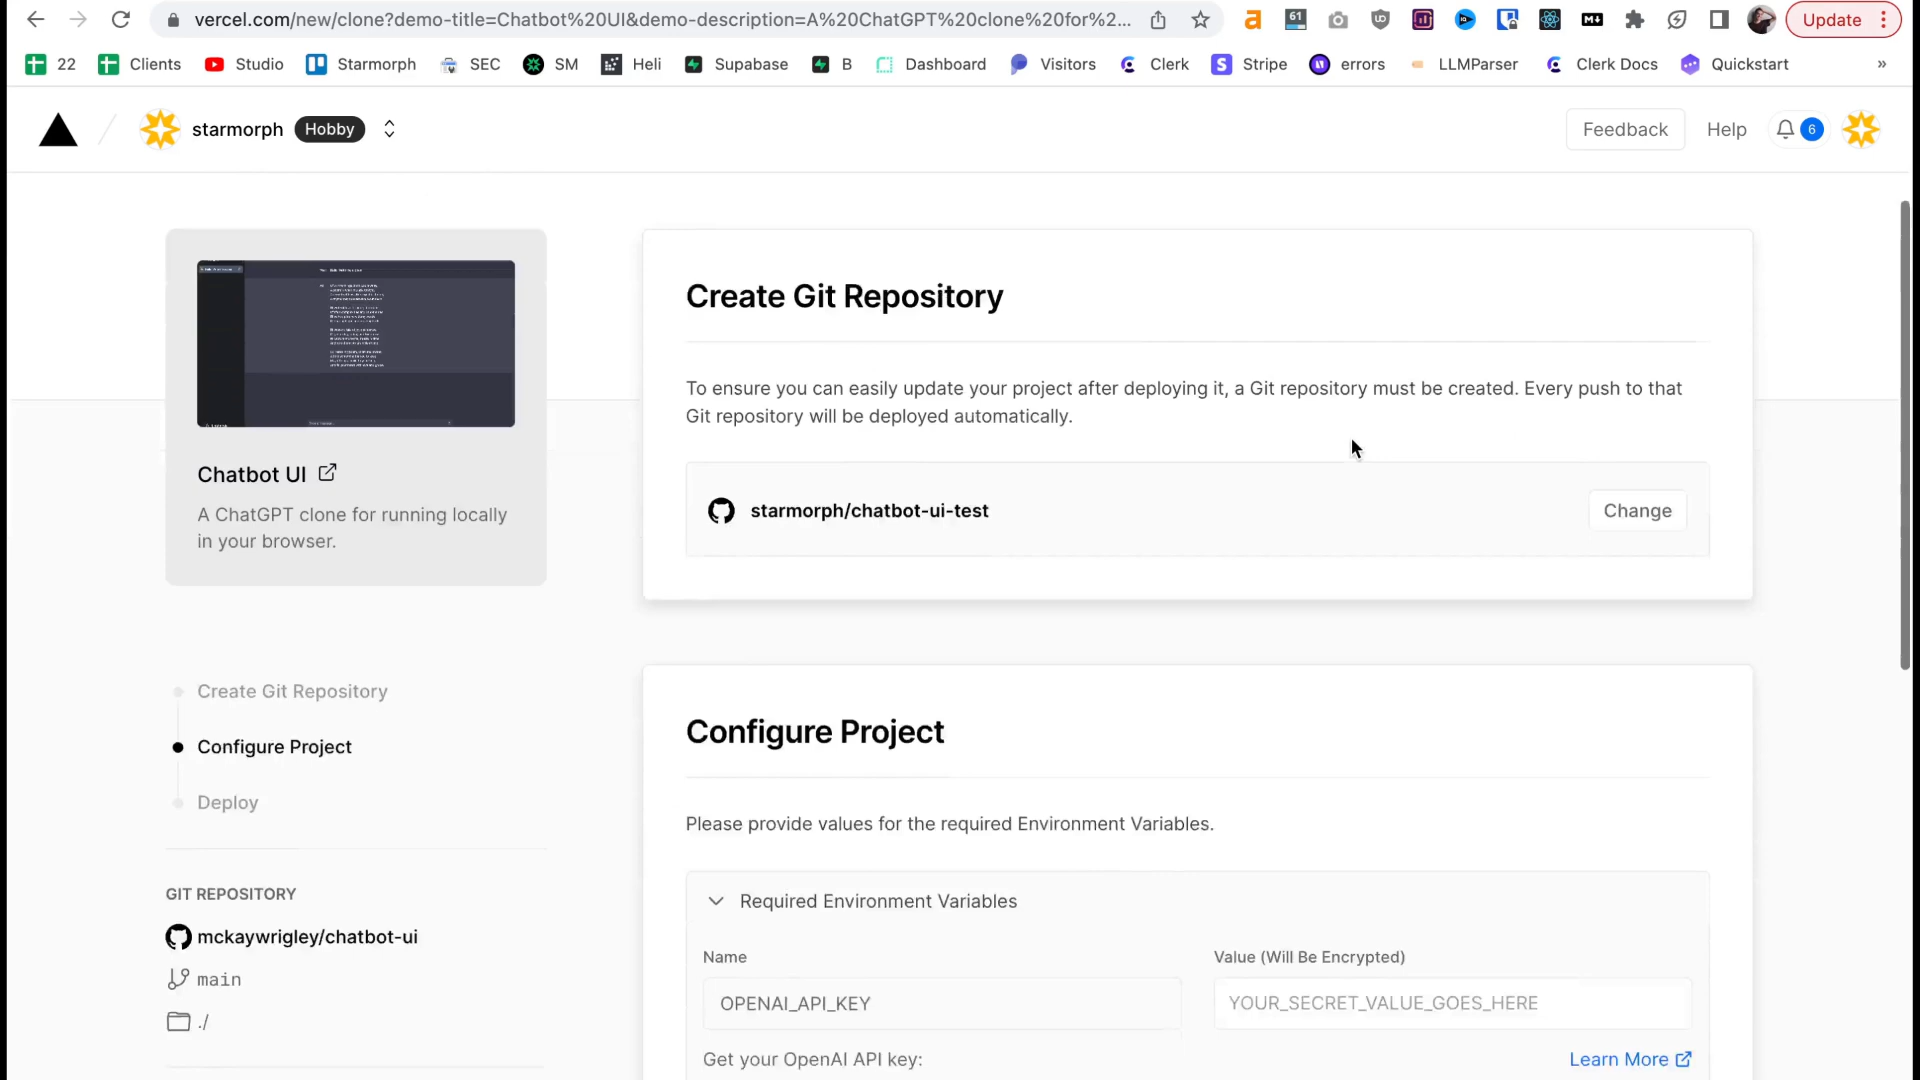 vercel.com/new/clone?demo-title=Chatbot%20UI&demo-description=A%20ChatGPT%20clone%20for%2...
61
Update
22 Clients Studio Starmorph SEC SM Heli Supabase B Dashboard Visitors Clerk Stripe errors LLMParser Clerk Docs Quickstart »
starmorph Hobby
Feedback Help 6
Create Git Repository
To ensure you can easily update your project after deploying it, a Git repository must be created. Every push to that
Git repository will be deployed automatically.
starmorph/chatbot-ui-test Change
Chatbot UI
A ChatGPT clone for running locally
in your browser.
Create Git Repository
Configure Project
Deploy
GIT REPOSITORY
mckaywrigley/chatbot-ui
main
./
Configure Project
Please provide values for the required Environment Variables.
Required Environment Variables
Name Value (Will Be Encrypted)
OPENAI_API_KEY YOUR_SECRET_VALUE_GOES_HERE
Get your OpenAI API key: Learn More